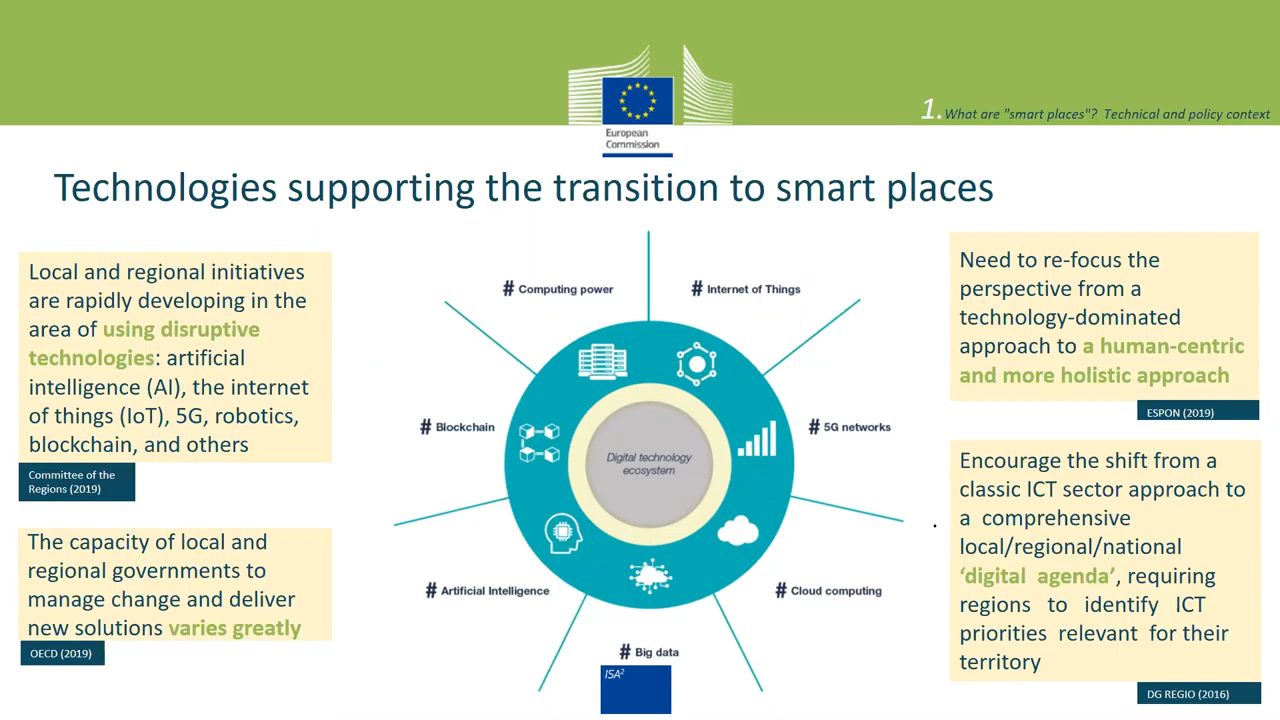 European
Commission
1. What are "smart places"? Technical and policy context
Technologies supporting the transition to smart places
Local and regional initiatives
are rapidly developing in the
area of using disruptive
technologies: artificial
intelligence (AI), the internet
of things (IoT), 5G, robotics,
blockchain, and others
Committee of the
Regions (2019)
The capacity of local and
regional governments to
manage change and deliver
new solutions varies greatly
OECD (2019)
# Computing power
# Internet of Things
# Blockchain
# 5G networks
Digital technology
ecosystem
# Artificial Intelligence
# Cloud computing
# Big data
ISA²
Need to re-focus the
perspective from a
technology-dominated
approach to a human-centric
and more holistic approach
ESPON (2019)
Encourage the shift from a
classic ICT sector approach to
a comprehensive
local/regional/national
‘digital agenda’, requiring
regions to identify ICT
priorities relevant for their
territory
DG REGIO (2016)
.